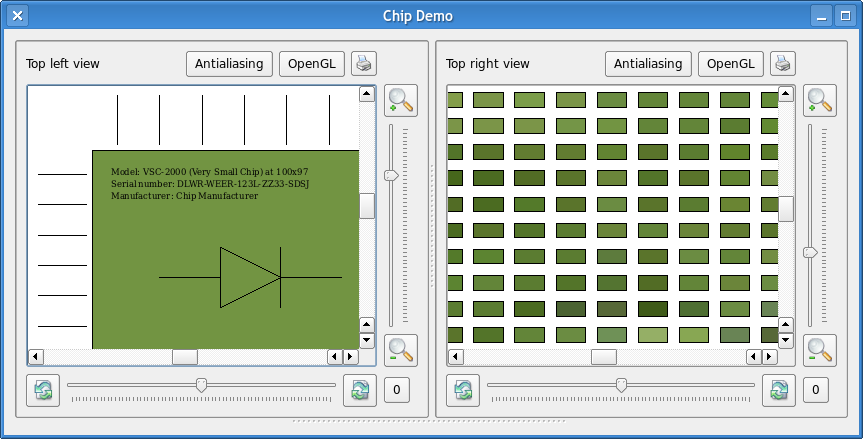 Chip Demo
Top left view
Antialiasing
OpenGL
Top right view
Antialiasing
OpenGL
Model: VSC-2000 (Very Small Chip) at 100x97
Serial number: DLWR-WEER-123L-ZZ33-SDSJ
Manufacturer: Chip Manufacturer
0
0